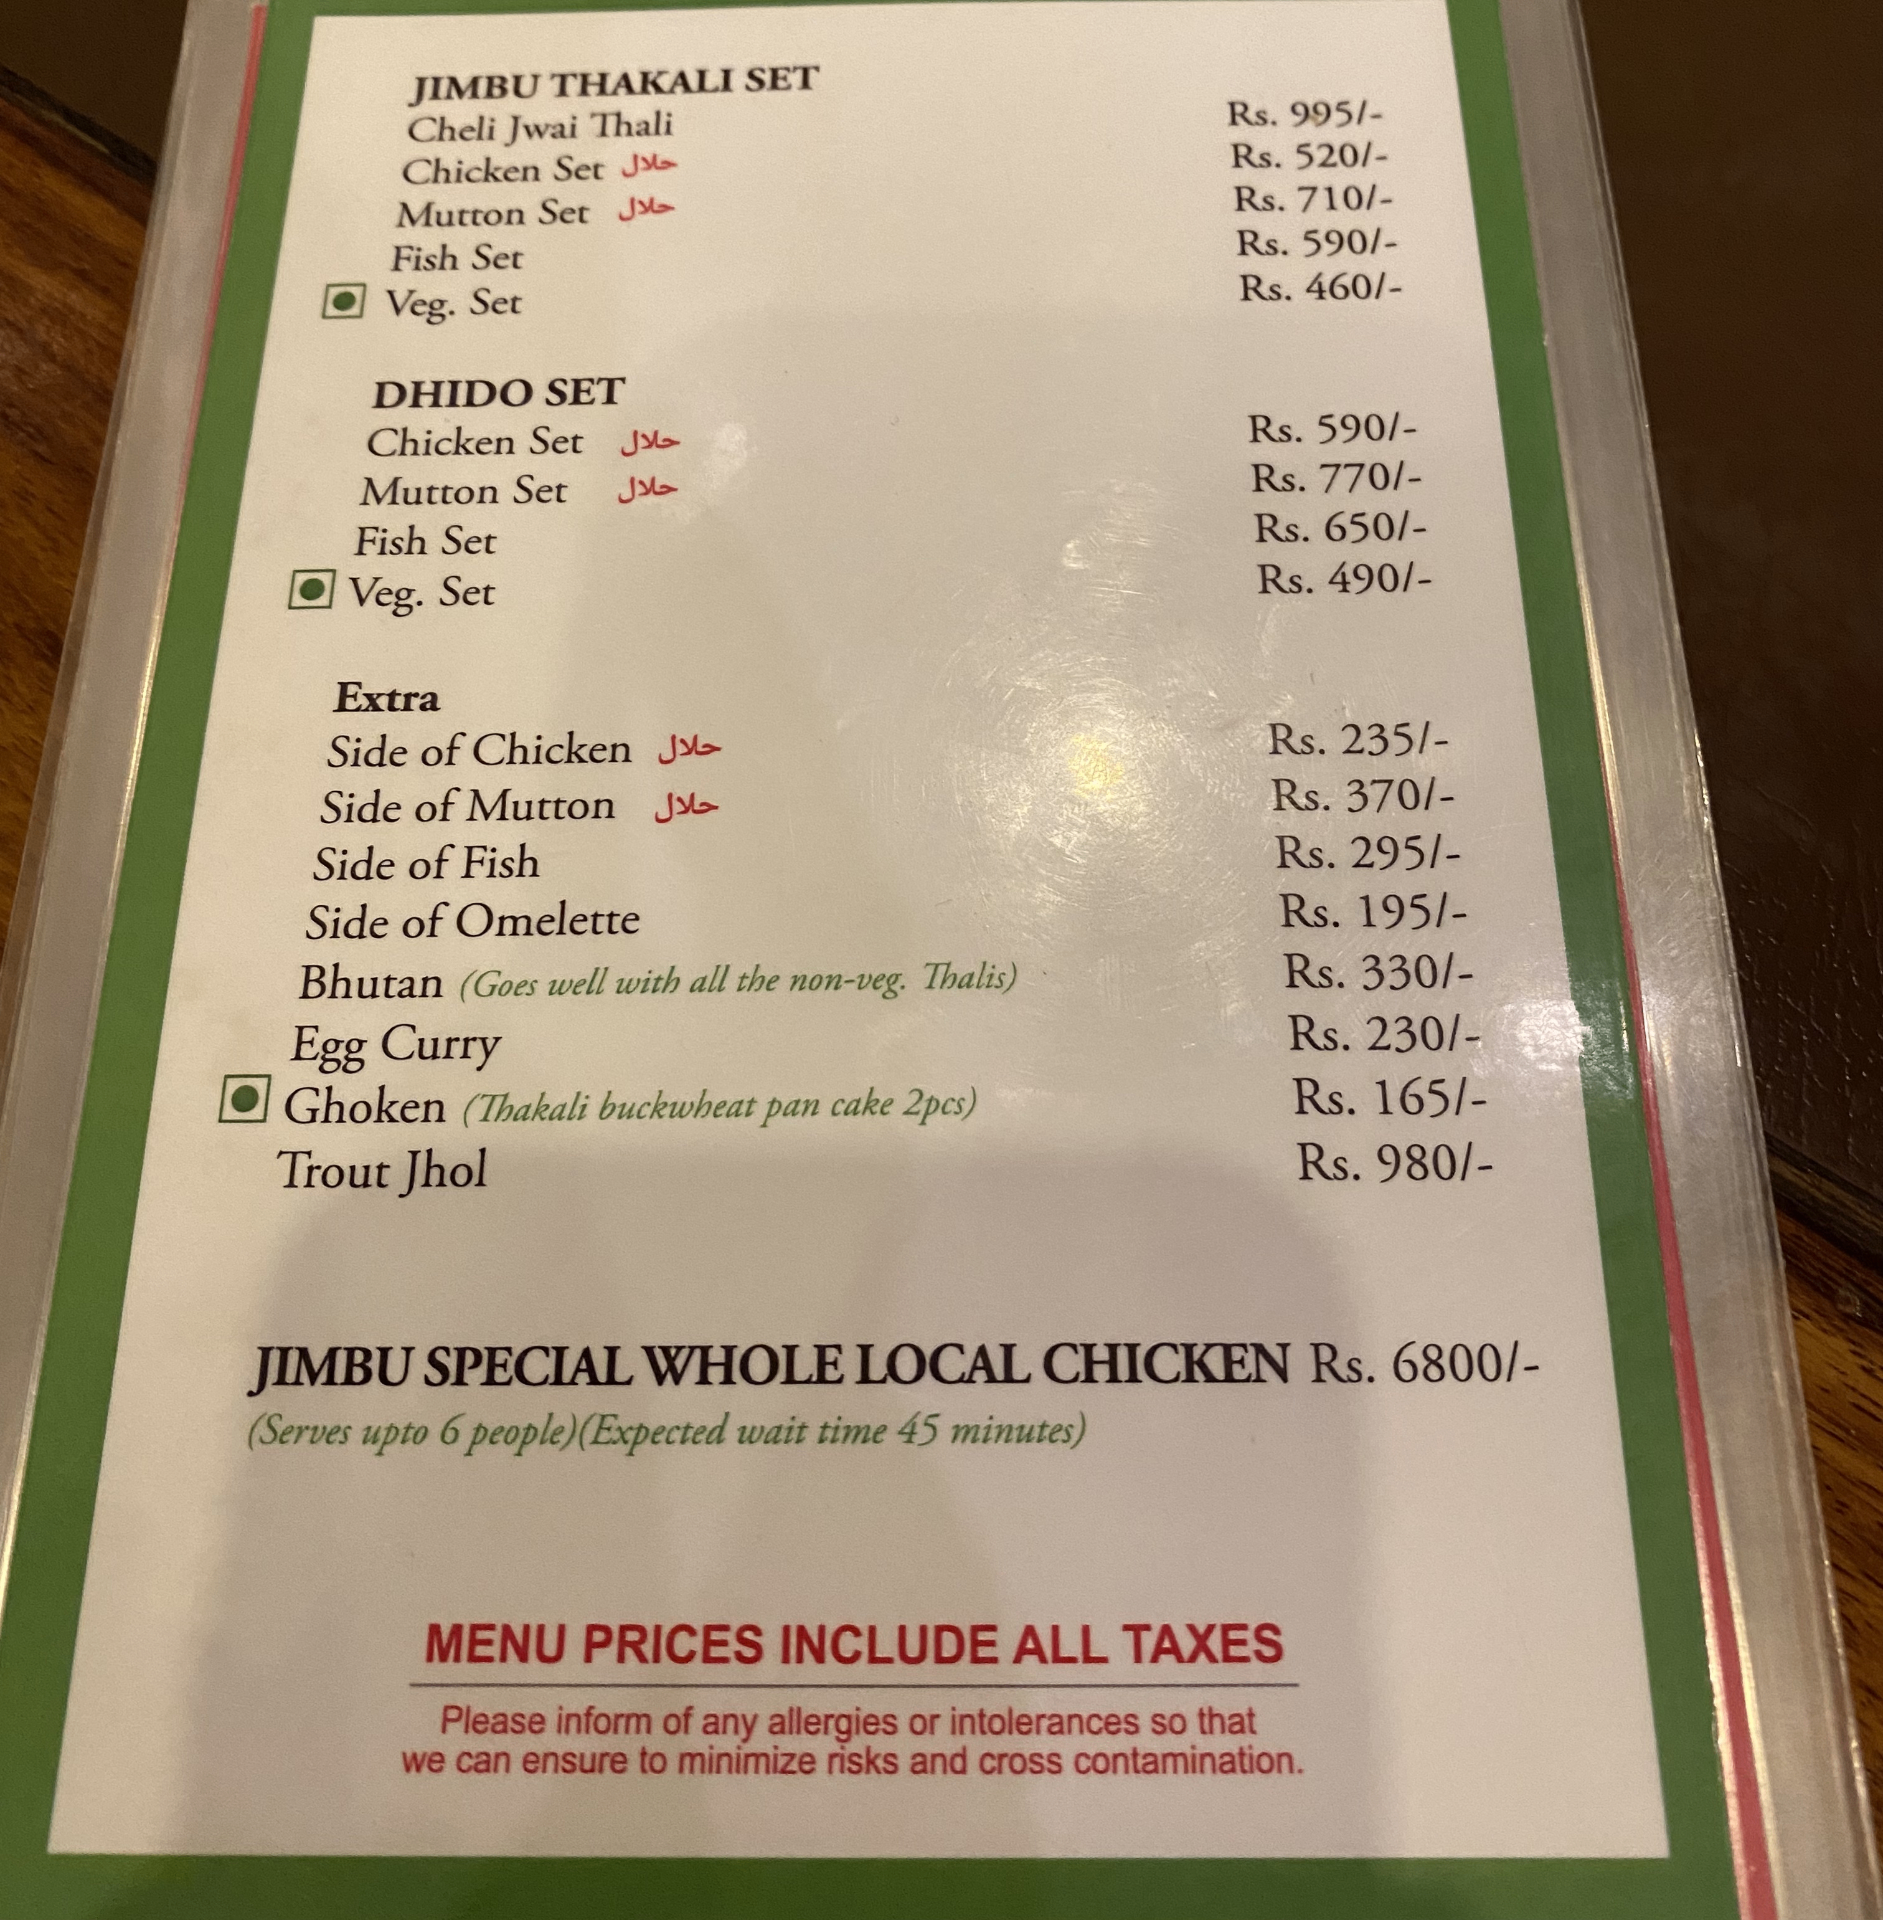 JIMBU THAKALI SET
Cheli Jwai Thali Rs. 995/-
Chicken Set حلال Rs. 520/-
Mutton Set حلال Rs. 710/-
Fish Set Rs. 590/-
Veg. Set Rs. 460/-
DHIDO SET
Chicken Set حلال Rs. 590/-
Mutton Set حلال Rs. 770/-
Fish Set Rs. 650/-
Veg. Set Rs. 490/-
Extra
Side of Chicken حلال Rs. 235/-
Side of Mutton حلال Rs. 370/-
Side of Fish Rs. 295/-
Side of Omelette Rs. 195/-
Bhutan (Goes well with all the non-veg. Thalis) Rs. 330/-
Egg Curry Rs. 230/-
Ghoken (Thakali buckwheat pan cake 2pcs) Rs. 165/-
Trout Jhol Rs. 980/-
JIMBU SPECIAL WHOLE LOCAL CHICKEN Rs. 6800/-
(Serves upto 6 people)(Expected wait time 45 minutes)
MENU PRICES INCLUDE ALL TAXES
Please inform of any allergies or intolerances so that
we can ensure to minimize risks and cross contamination.